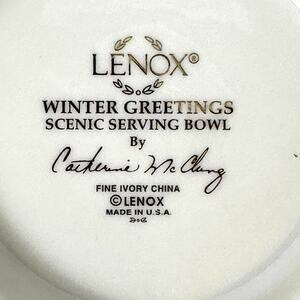 LENOX®
WINTER GREETINGS
SCENIC SERVING BOWL
By
Catherine McClung
FINE IVORY CHINA
©LENOX
MADE IN U.S.A.